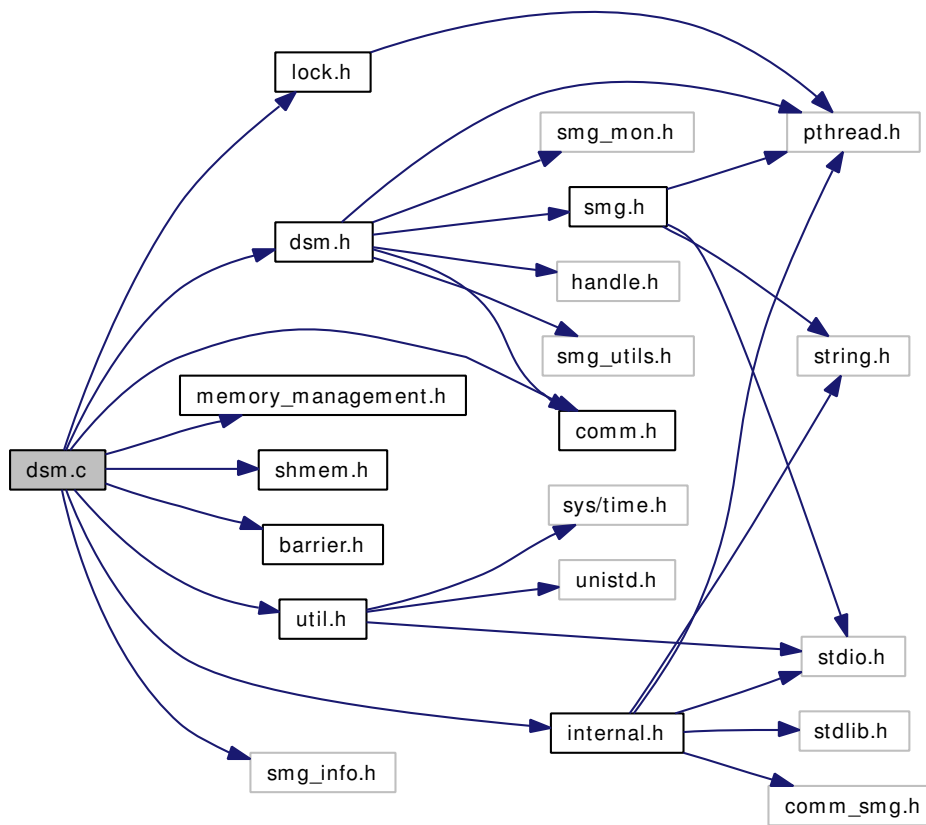 lock.h
pthread.h
smg_mon.h
smg.h
dsm.h
handle.h
string.h
smg_utils.h
memory_management.h
comm.h
dsm.c
shmem.h
sys/time.h
barrier.h
unistd.h
util.h
stdio.h
internal.h
stdlib.h
smg_info.h
comm_smg.h